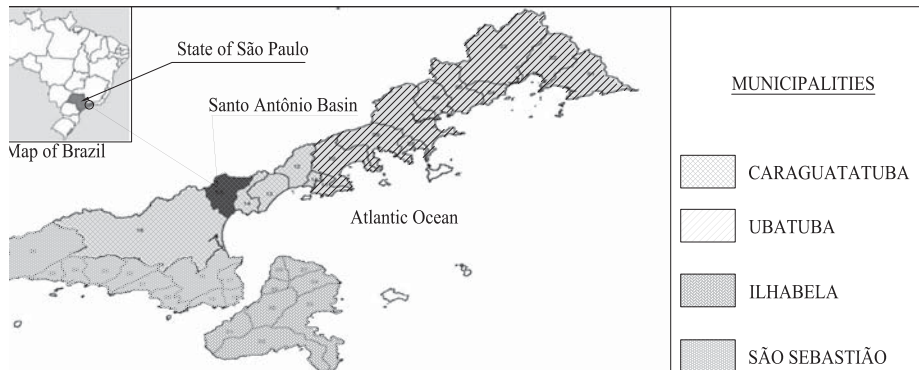 State of São Paulo
Santo Antônio Basin
Map of Brazil
Atlantic Ocean
MUNICIPALITIES
CARAGUATATUBA
UBATUBA
ILHABELA
SÃO SEBASTIÃO